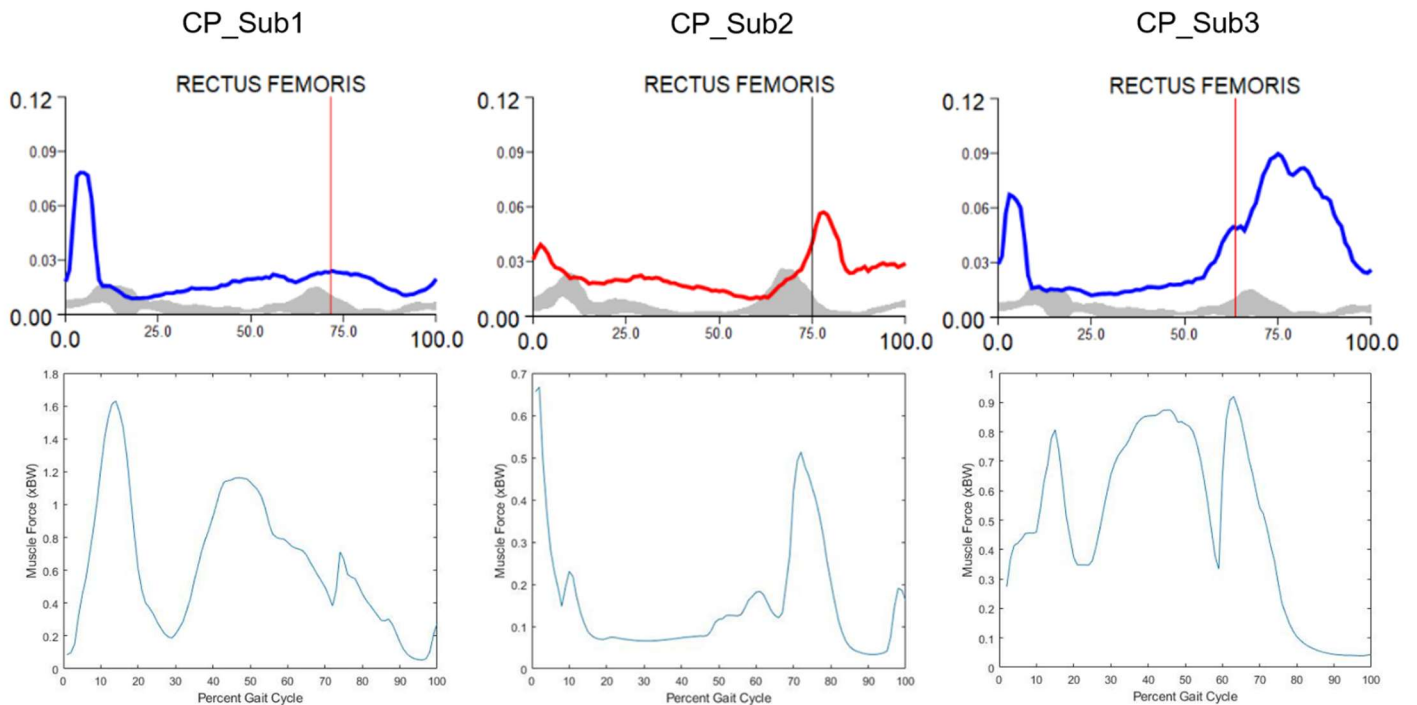 CP_Sub1 CP_Sub2 CP_Sub3
RECTUS FEMORIS RECTUS FEMORIS RECTUS FEMORIS
0.12 0.12 0.12
0.09 0.09 0.09
0.06 0.06 0.06
0.03 0.03 0.03
0.00 0.00 0.00
0.0 25.0 50.0 75.0 100.0 0.0 25.0 50.0 75.0 100.0 0.0 25.0 50.0 75.0 100.0
Muscle Force (xBW)
1.8
1.6
1.4
1.2
1
0.8
0.6
0.4
0.2
0
0 10 20 30 40 50 60 70 80 90 100
Percent Gait Cycle
Muscle Force (xBW)
0.7
0.6
0.5
0.4
0.3
0.2
0.1
0
0 10 20 30 40 50 60 70 80 90 100
Percent Gait Cycle
Muscle Force (xBW)
1
0.9
0.8
0.7
0.6
0.5
0.4
0.3
0.2
0.1
0
0 10 20 30 40 50 60 70 80 90 100
Percent Gait Cycle